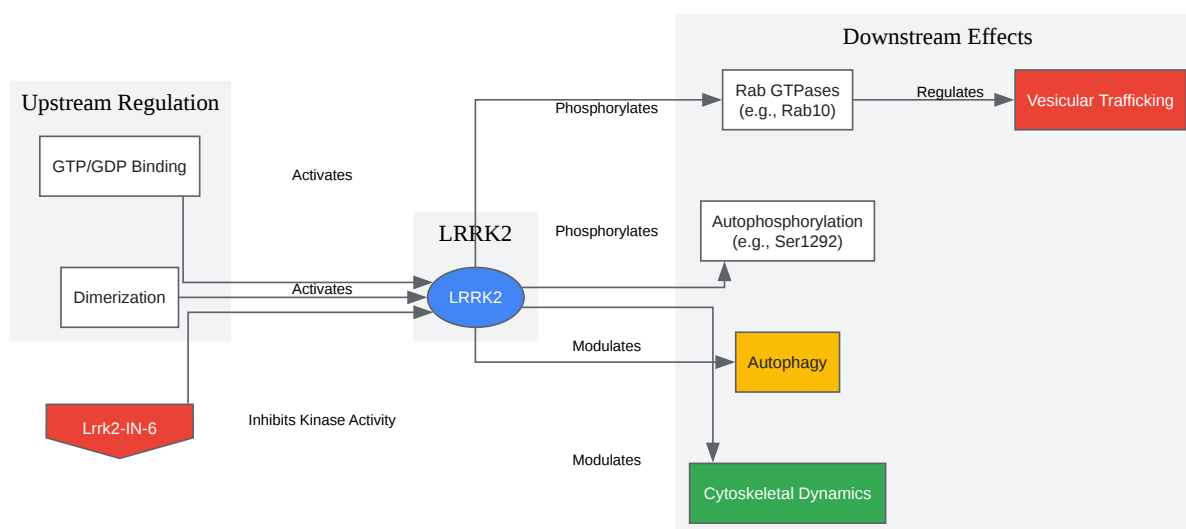 Downstream Effects
Upstream Regulation
Rab GTPases
(e.g., Rab10)
Phosphorylates
Regulates
Vesicular Trafficking
GTP/GDP Binding
Activates
LRRK2
Phosphorylates
Autophosphorylation
(e.g., Ser1292)
Dimerization
Activates
LRRK2
Modulates
Autophagy
Lrrk2-IN-6
Inhibits Kinase Activity
Modulates
Cytoskeletal Dynamics